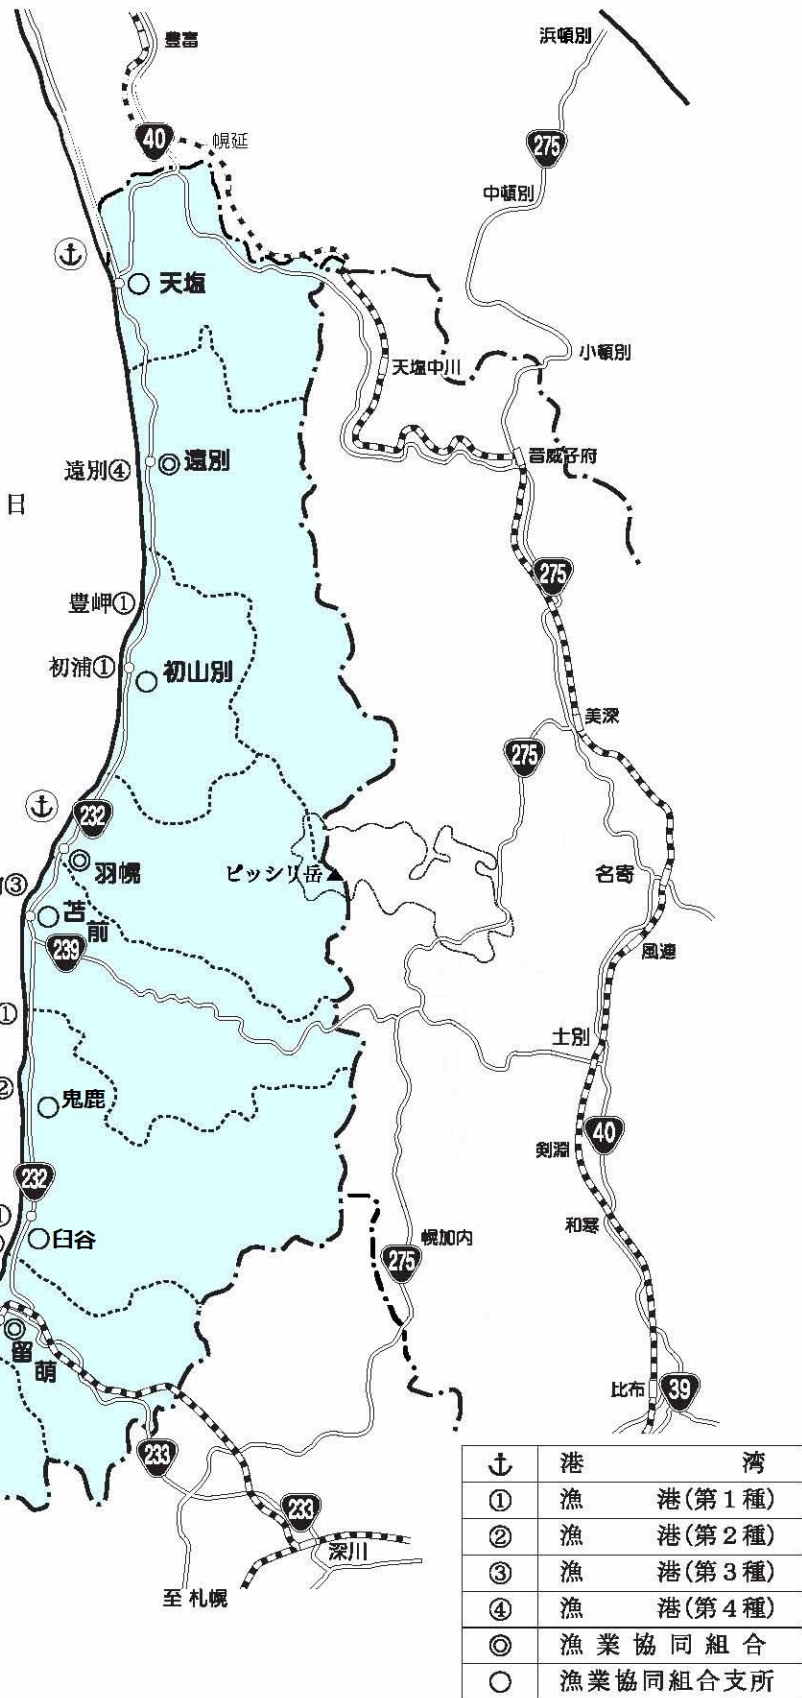 豊富
浜頓別
40
幌延
275
中頓別
天塩
小頓別
天塩中川
遠別④
遠別
音威子府
日
275
豊岬①
初浦①
初山別
美深
275
232
羽幌
ピッシリ岳
名寄
③
苫前
239
風連
①
士別
②
鬼鹿
40
剣淵
232
①
和寒
臼谷
幌加内
275
留萌
比布
39
233
233
深川
至 札幌
港 湾
① 漁 港(第1種)
② 漁 港(第2種)
③ 漁 港(第3種)
④ 漁 港(第4種)
◎ 漁業協同組合
○ 漁業協同組合支所